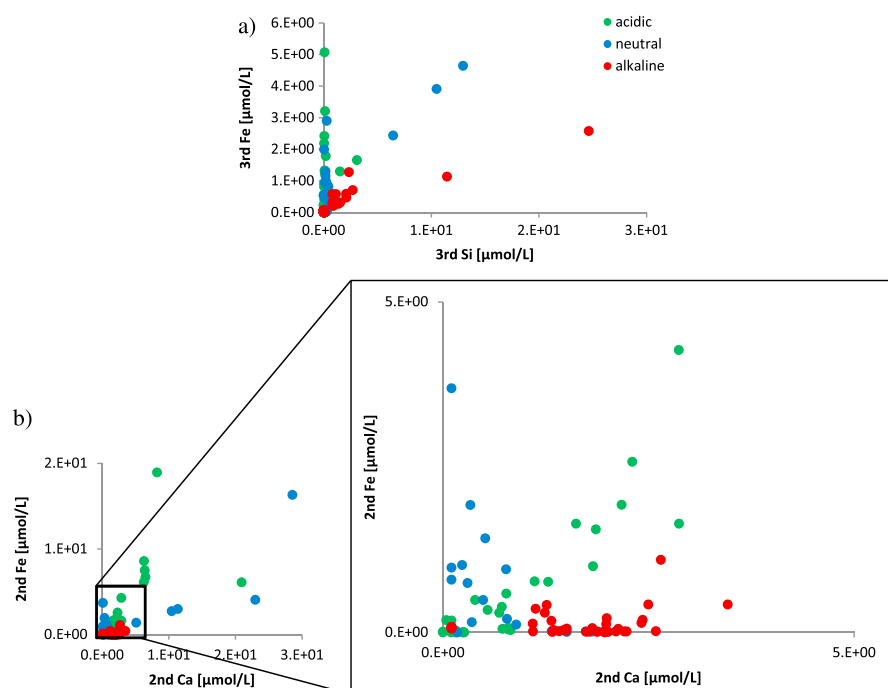 a)
6.E+00
5.E+00
4.E+00
3.E+00
2.E+00
1.E+00
0.E+00
3rd Fe [µmol/L]
0.E+00 1.E+01 2.E+01 3.E+01
3rd Si [µmol/L]
acidic
neutral
alkaline
b)
2.E+01
1.E+01
0.E+00
2nd Fe [µmol/L]
0.E+00 1.E+01 2.E+01 3.E+01
2nd Ca [µmol/L]
5.E+00
0.E+00
2nd Fe [µmol/L]
0.E+00 5.E+00
2nd Ca [µmol/L]